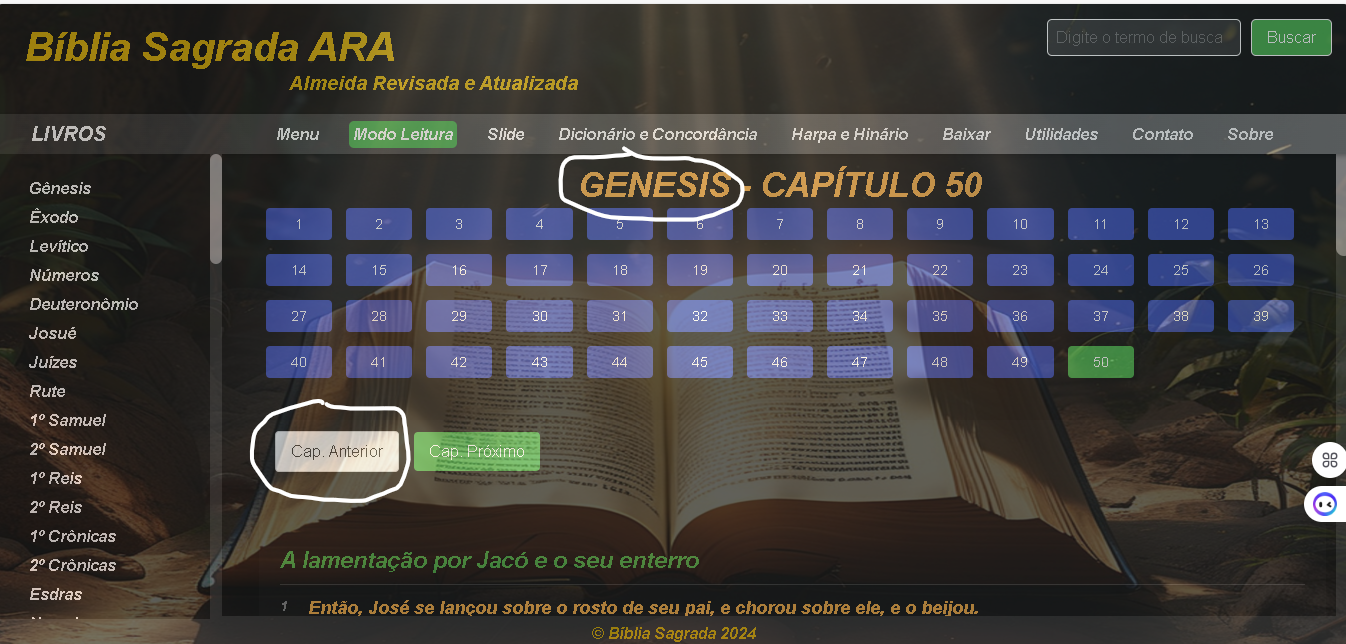 Bíblia Sagrada ARA
Almeida Revisada e Atualizada
Digite o termo de busca
Buscar
LIVROS
Menu Modo Leitura Slide Dicionário e Concordância Harpa e Hinário Baixar Utilidades Contato Sobre
Gênesis
Êxodo
Levítico
Números
Deuteronômio
Josué
Juízes
Rute
1º Samuel
2º Samuel
1º Reis
2º Reis
1º Crônicas
2º Crônicas
Esdras
GENESIS - CAPÍTULO 50
1 2 3 4 5 6 7 8 9 10 11 12 13
14 15 16 17 18 19 20 21 22 23 24 25 26
27 28 29 30 31 32 33 34 35 36 37 38 39
40 41 42 43 44 45 46 47 48 49 50
Cap. Anterior Cap. Próximo
A lamentação por Jacó e o seu enterro
1 Então, José se lançou sobre o rosto de seu pai, e chorou sobre ele, e o beijou.
© Bíblia Sagrada 2024